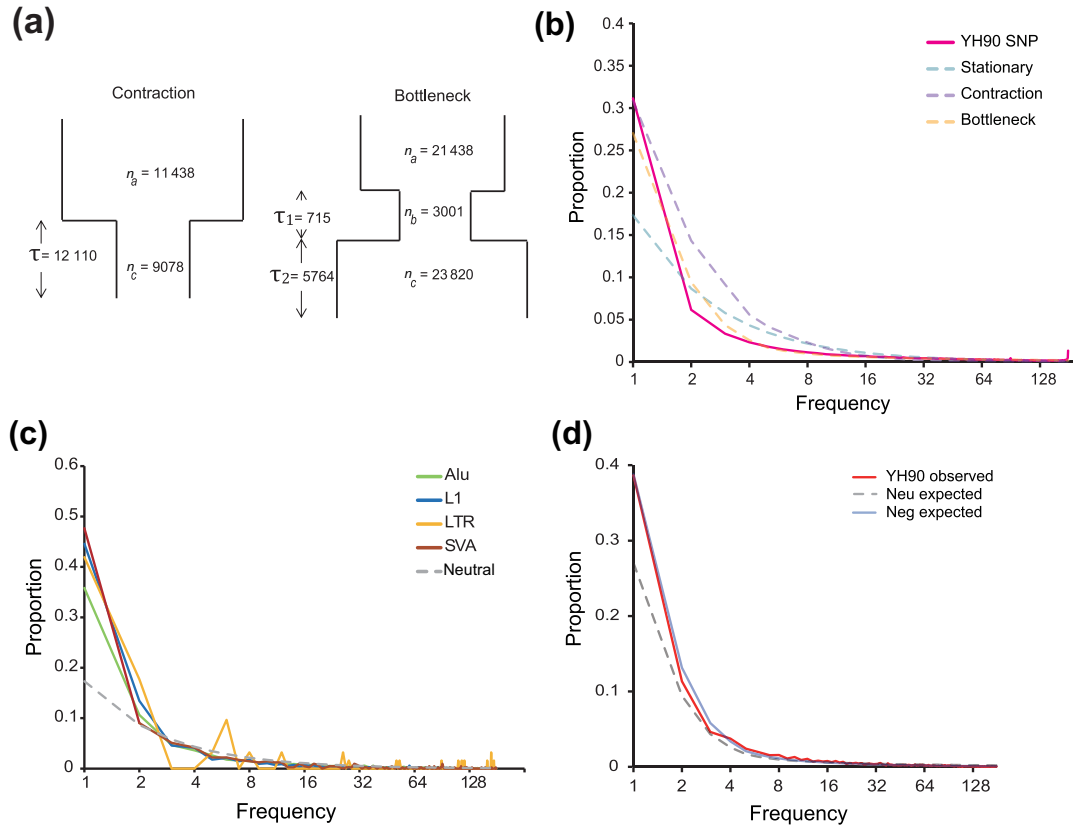 (a)
Contraction
nₐ = 11 438
τ = 12 110
n_c = 9078
Bottleneck
nₐ = 21 438
τ₁ = 715
n_b = 3001
τ₂ = 5764
n_c = 23 820
(b)
Proportion
0.4
0.35
0.3
0.25
0.2
0.15
0.1
0.05
0
1 2 4 8 16 32 64 128
Frequency
YH90 SNP
Stationary
Contraction
Bottleneck
(c)
Proportion
0.6
0.5
0.4
0.3
0.2
0.1
0
1 2 4 8 16 32 64 128
Frequency
Alu
L1
LTR
SVA
Neutral
(d)
Proportion
0.4
0.3
0.2
0.1
0
1 2 4 8 16 32 64 128
Frequency
YH90 observed
Neu expected
Neg expected